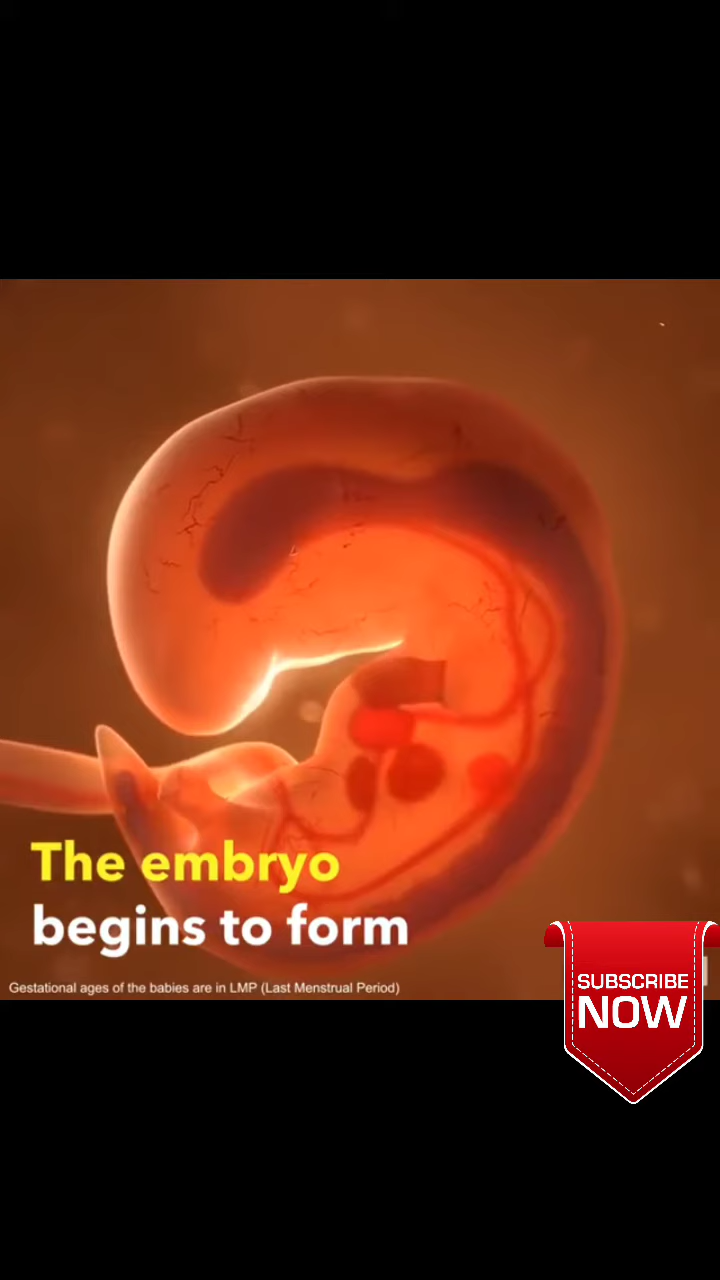 The embryo
begins to form
Gestational ages of the babies are in LMP (Last Menstrual Period)
SUBSCRIBE
NOW